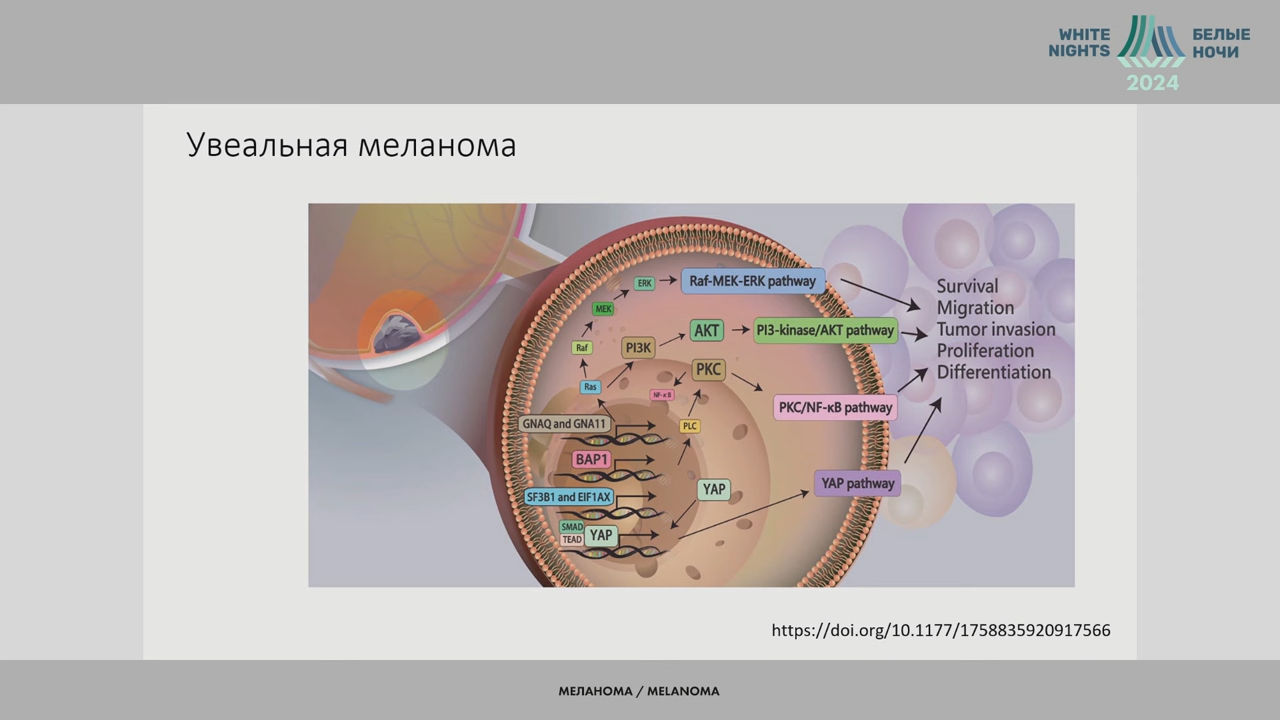 WHITE
NIGHTS
БЕЛЫЕ
НОЧИ
2024
Увеальная меланома
ERK
Raf-MEK-ERK pathway
MEK
Raf
PI3K
AKT
PI3-kinase/AKT pathway
Ras
NF-κB
PKC
PKC/NF-κB pathway
GNAQ and GNA11
PLC
BAP1
SF3B1 and EIF1AX
YAP
YAP pathway
SMAD
TEAD
YAP
Survival
Migration
Tumor invasion
Proliferation
Differentiation
https://doi.org/10.1177/1758835920917566
МЕЛАНОМА / MELANOMA